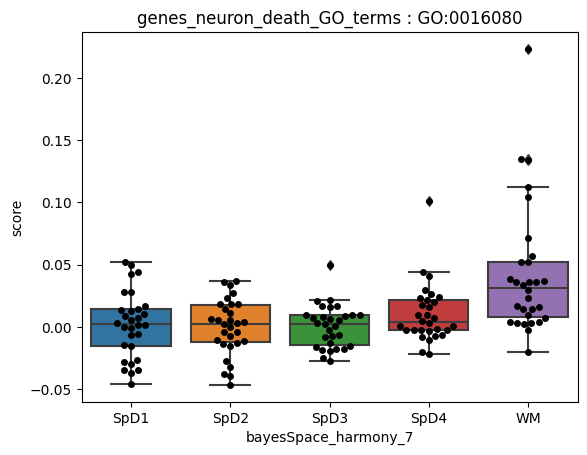 genes_neuron_death_GO_terms : GO:0016080
score
0.20
0.15
0.10
0.05
0.00
−0.05
SpD1 SpD2 SpD3 SpD4 WM
bayesSpace_harmony_7